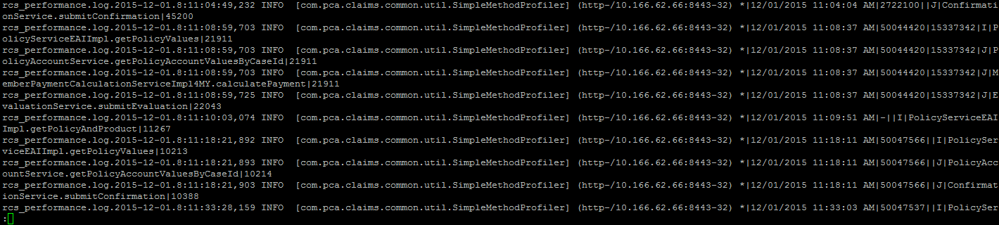 rcs_performance.log.2015-12-01.8:11:04:49,232 INFO  [com.pca.claims.common.util.SimpleMethodProfiler] (http-/10.166.62.66:8443-32) *|12/01/2015 11:04:04 AM|2722100||J|Confirmati
onService.submitConfirmation|45200
rcs_performance.log.2015-12-01.8:11:08:59,703 INFO  [com.pca.claims.common.util.SimpleMethodProfiler] (http-/10.166.62.66:8443-32) *|12/01/2015 11:08:37 AM|50044420|15337342|I|P
olicyServiceEAIImpl.getPolicyValues|21911
rcs_performance.log.2015-12-01.8:11:08:59,703 INFO  [com.pca.claims.common.util.SimpleMethodProfiler] (http-/10.166.62.66:8443-32) *|12/01/2015 11:08:37 AM|50044420|15337342|J|P
olicyAccountService.getPolicyAccountValuesByCaseId|21911
rcs_performance.log.2015-12-01.8:11:08:59,703 INFO  [com.pca.claims.common.util.SimpleMethodProfiler] (http-/10.166.62.66:8443-32) *|12/01/2015 11:08:37 AM|50044420|15337342|J|M
emberPaymentCalculationServiceImpl4MY.calculatePayment|21911
rcs_performance.log.2015-12-01.8:11:08:59,725 INFO  [com.pca.claims.common.util.SimpleMethodProfiler] (http-/10.166.62.66:8443-32) *|12/01/2015 11:08:37 AM|50044420|15337342|J|E
valuationService.submitEvaluation|22043
rcs_performance.log.2015-12-01.8:11:10:03,074 INFO  [com.pca.claims.common.util.SimpleMethodProfiler] (http-/10.166.62.66:8443-32) *|12/01/2015 11:09:51 AM|-||I|PolicyServiceEAI
Impl.getPolicyAndProduct|11267
rcs_performance.log.2015-12-01.8:11:18:21,892 INFO  [com.pca.claims.common.util.SimpleMethodProfiler] (http-/10.166.62.66:8443-32) *|12/01/2015 11:18:11 AM|50047566||I|PolicySer
viceEAIImpl.getPolicyValues|10213
rcs_performance.log.2015-12-01.8:11:18:21,893 INFO  [com.pca.claims.common.util.SimpleMethodProfiler] (http-/10.166.62.66:8443-32) *|12/01/2015 11:18:11 AM|50047566||J|PolicyAcc
ountService.getPolicyAccountValuesByCaseId|10214
rcs_performance.log.2015-12-01.8:11:18:21,903 INFO  [com.pca.claims.common.util.SimpleMethodProfiler] (http-/10.166.62.66:8443-32) *|12/01/2015 11:18:11 AM|50047566||J|Confirmat
ionService.submitConfirmation|10388
rcs_performance.log.2015-12-01.8:11:33:28,159 INFO  [com.pca.claims.common.util.SimpleMethodProfiler] (http-/10.166.62.66:8443-32) *|12/01/2015 11:33:03 AM|50047537||I|PolicySer
: